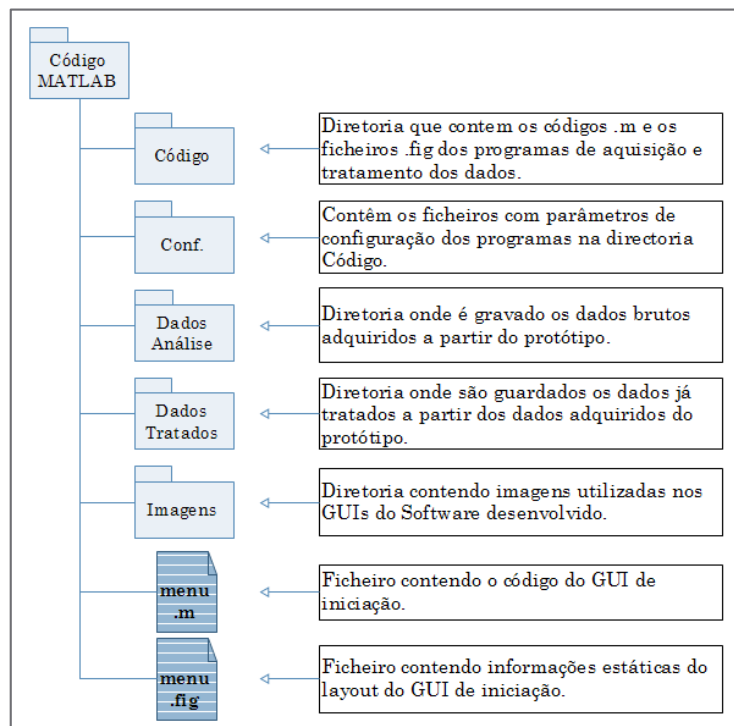 Código
MATLAB
Código
Diretoria que contem os códigos .m e os
ficheiros .fig dos programas de aquisição e
tratamento dos dados.
Conf.
Contêm os ficheiros com parâmetros de
configuração dos programas na directoria
Código.
Dados
Análise
Diretoria onde é gravado os dados brutos
adquiridos a partir do protótipo.
Dados
Tratados
Diretoria onde são guardados os dados já
tratados a partir dos dados adquiridos do
protótipo.
Imagens
Diretoria contendo imagens utilizadas nos
GUIs do Software desenvolvido.
menu
.m
Ficheiro contendo o código do GUI de
iniciação.
menu
.fig
Ficheiro contendo informações estáticas do
layout do GUI de iniciação.